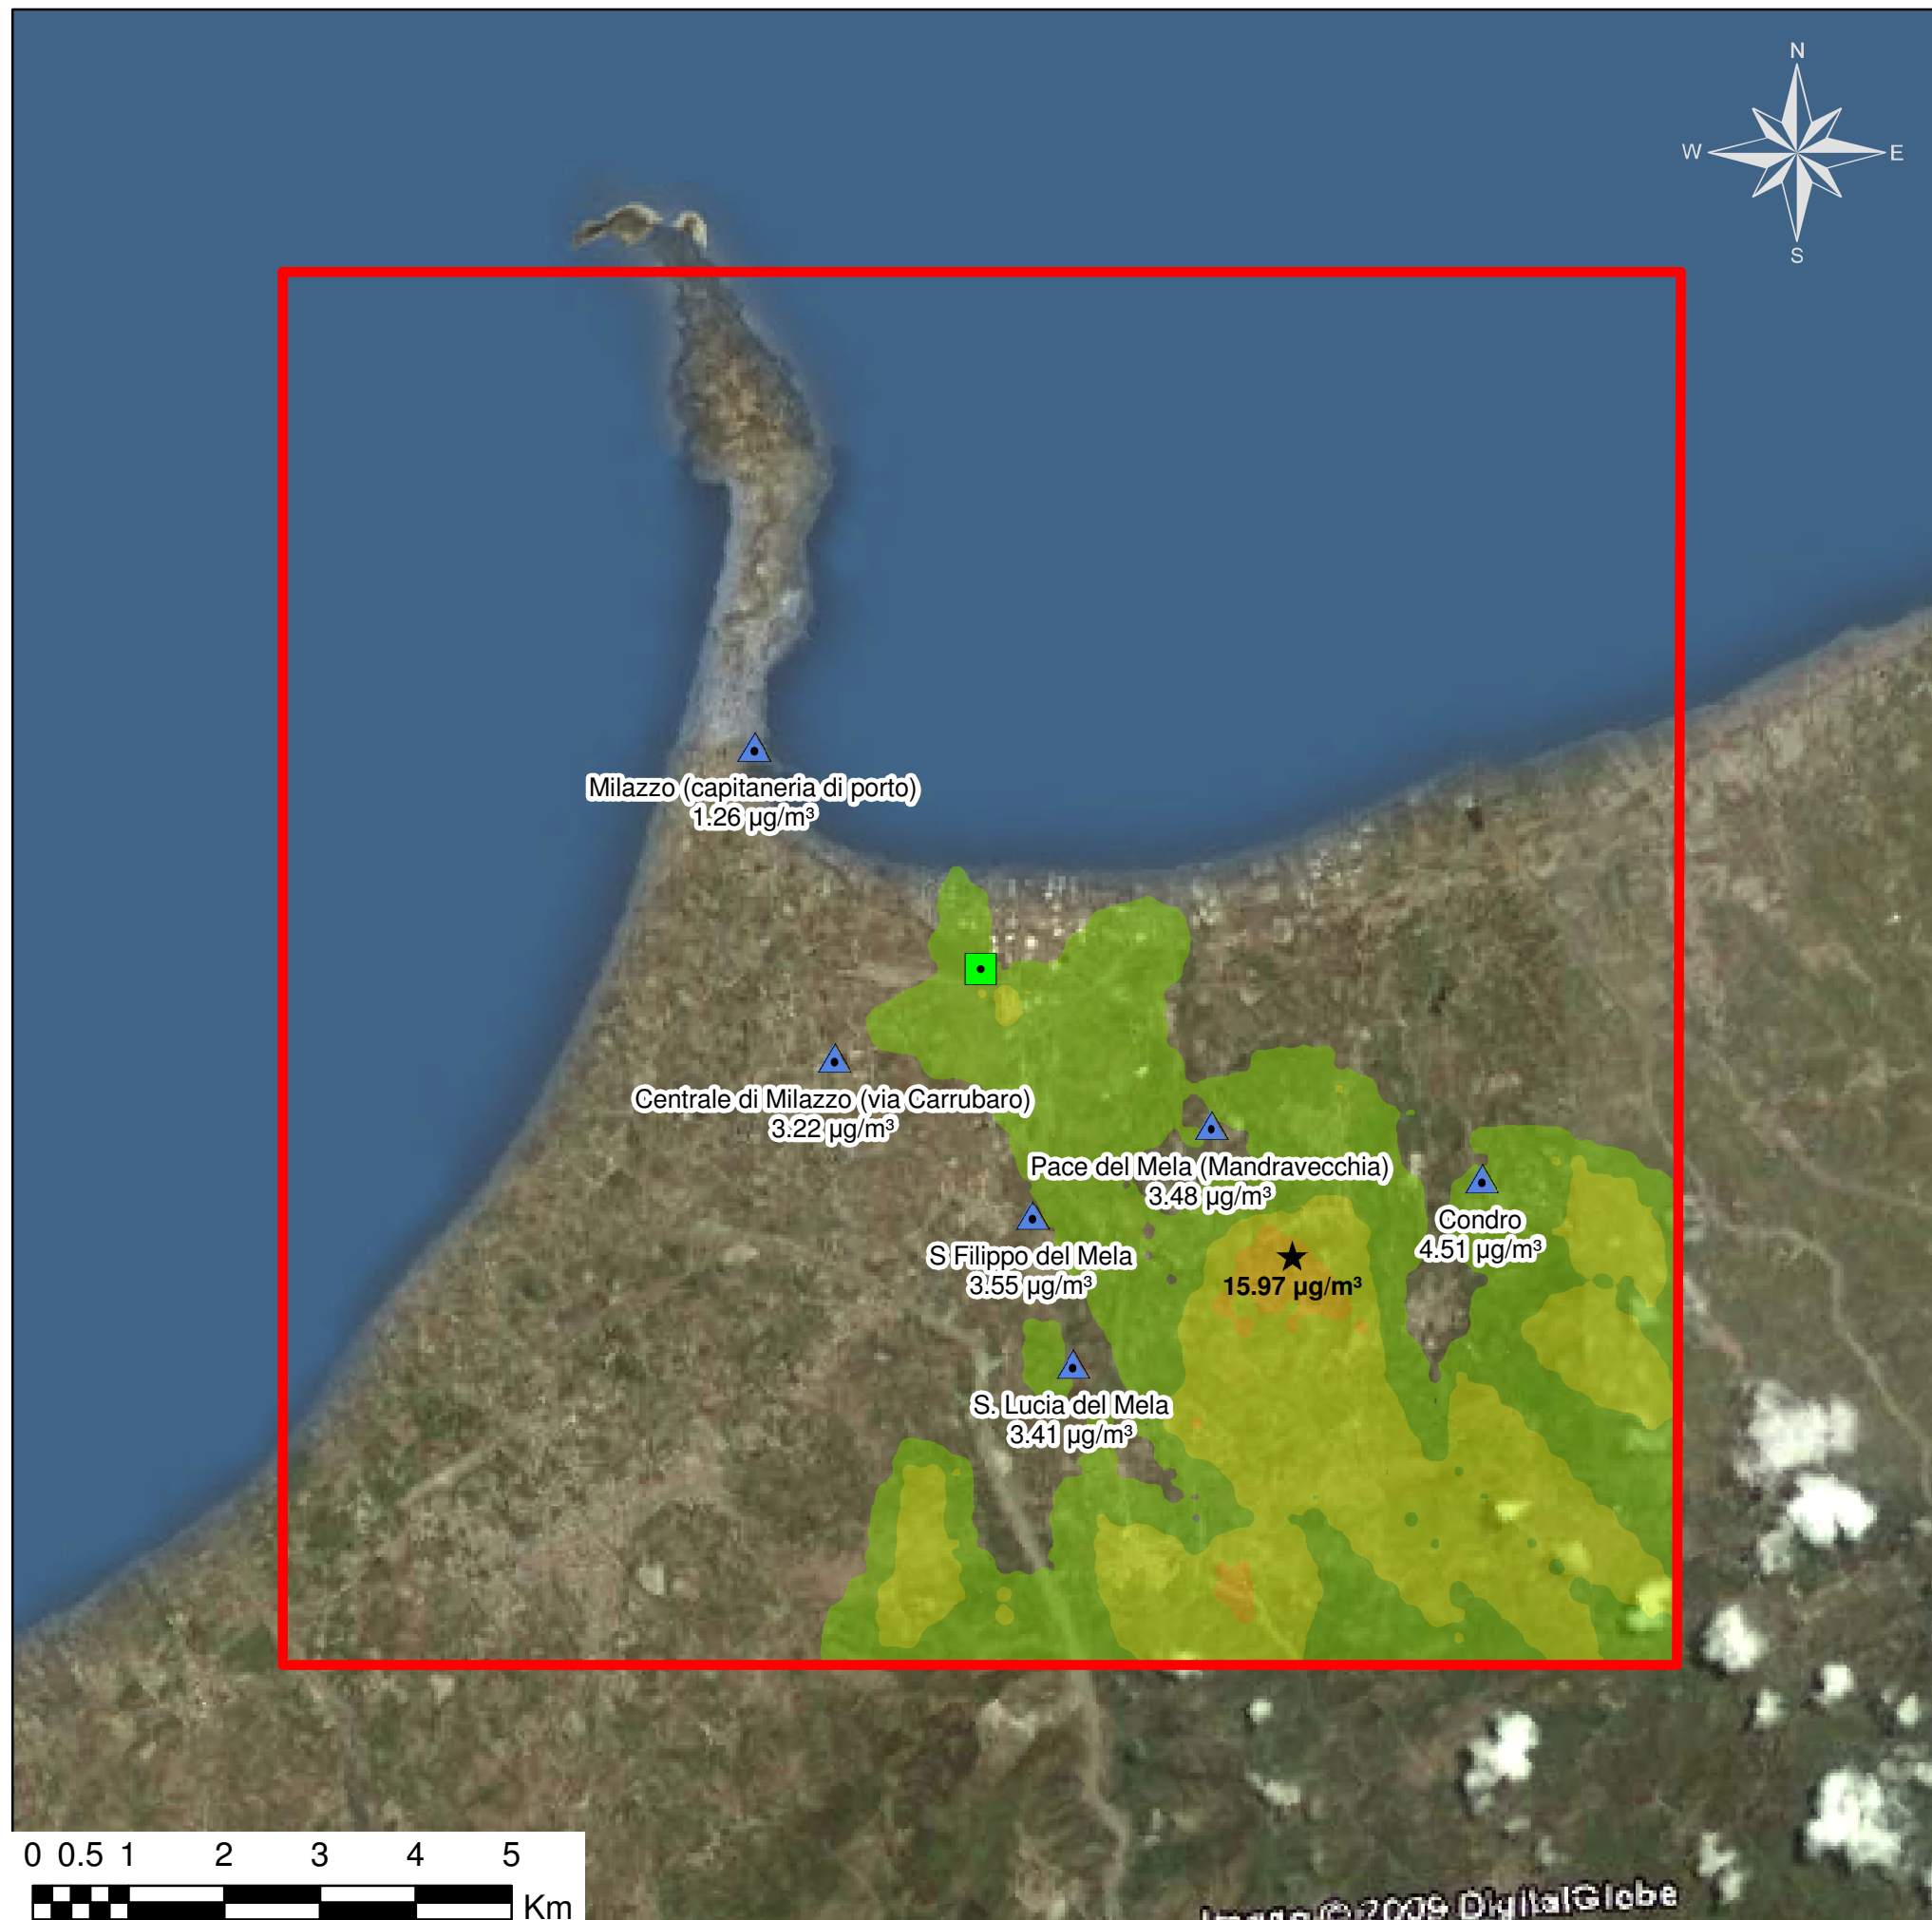 N
W E
S
Milazzo (capitaneria di porto)
1.26 µg/m³
Centrale di Milazzo (via Carrubaro)
3.22 µg/m³
Pace del Mela (Mandravecchia)
3.48 µg/m³
Condro
4.51 µg/m³
S Filippo del Mela
3.55 µg/m³
15.97 µg/m³
S. Lucia del Mela
3.41 µg/m³
0 0.5 1 2 3 4 5
Km
Image © 2009 DigitalGlobe